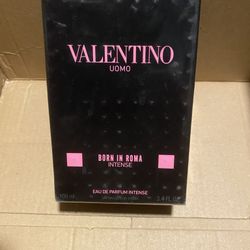 VALENTINO
UOMO
BORN IN ROMA
INTENSE
EAU DE PARFUM INTENSE
100 ml
3.4 FL.OZ